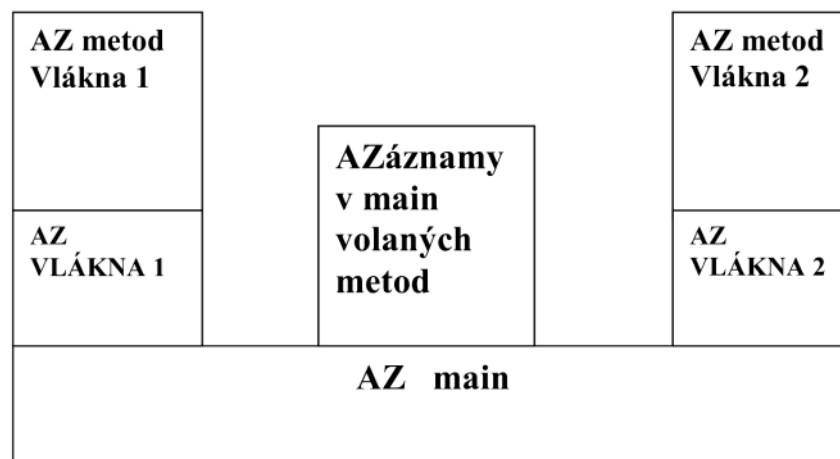 AZ metod
Vlákna 1
AZ metod
Vlákna 2
AZáznamy
v main
volaných
metod
AZ
VLÁKNA 1
AZ
VLÁKNA 2
AZ main